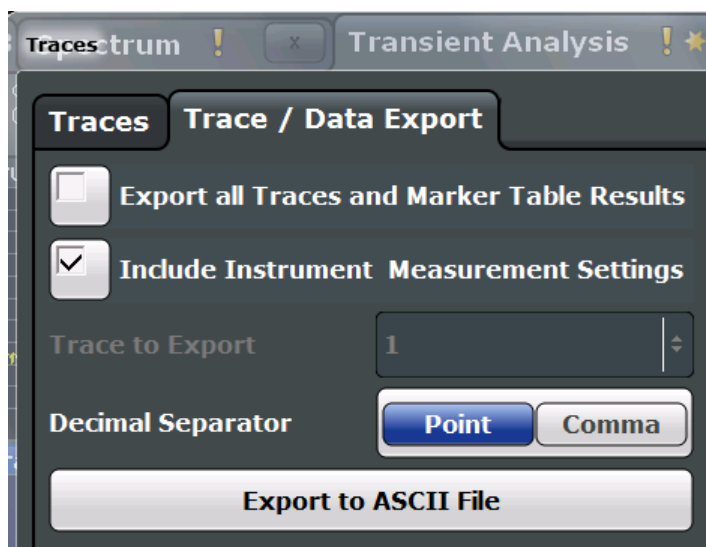 Traces
Spectrum ! x Transient Analysis !
Traces Trace / Data Export
Export all Traces and Marker Table Results
Include Instrument Measurement Settings
Trace to Export 1
Decimal Separator Point Comma
Export to ASCII File